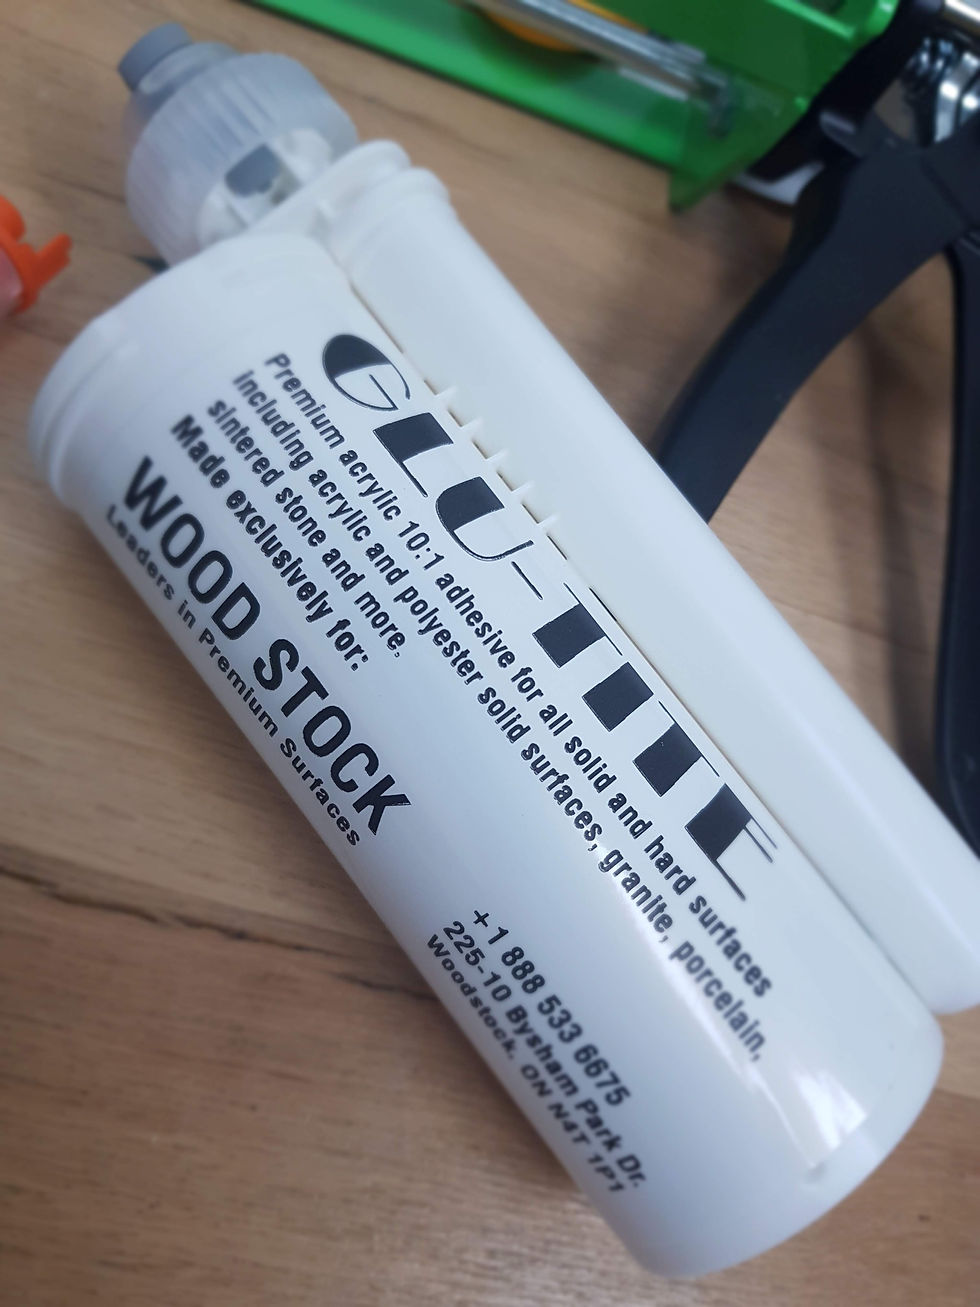 GLU-TITE
Premium acrylic 10:1 adhesive for all solid and hard surfaces
including acrylic and polyester solid surfaces, granite, porcelain,
sintered stone and more.
Made exclusively for:
WOOD STOCK
Leaders in Premium Surfaces
+1 888 533 6675
225-10 Bysham Park Dr.
Woodstock, ON N4T 1P1